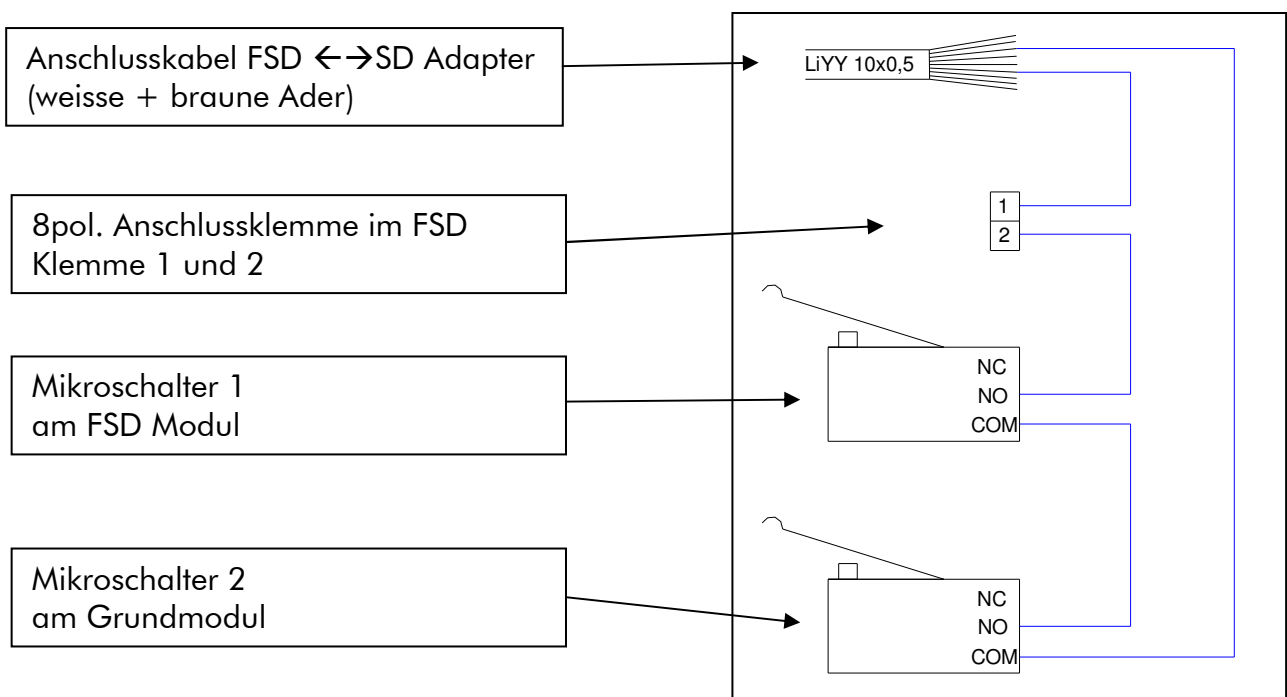 Anschlusskabel FSD ←→SD Adapter
(weisse + braune Ader)
LiYY 10x0,5
8pol. Anschlussklemme im FSD
Klemme 1 und 2
1
2
Mikroschalter 1
am FSD Modul
NC
NO
COM
Mikroschalter 2
am Grundmodul
NC
NO
COM